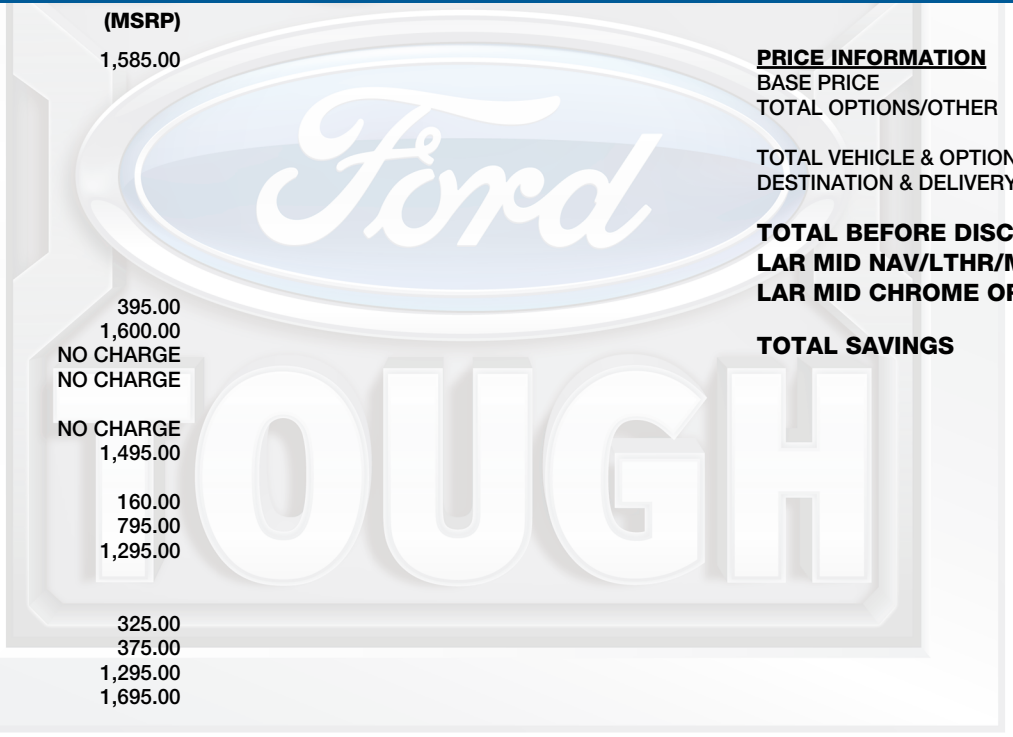 (MSRP)
1,585.00
395.00
1,600.00
NO CHARGE
NO CHARGE
NO CHARGE
1,495.00
160.00
795.00
1,295.00
325.00
375.00
1,295.00
1,695.00
PRICE INFORMATION
BASE PRICE
TOTAL OPTIONS/OTHER
TOTAL VEHICLE & OPTION
DESTINATION & DELIVERY
TOTAL BEFORE DISC
LAR MID NAV/LTHR/
LAR MID CHROME
TOTAL SAVINGS
Ford
TOUGH